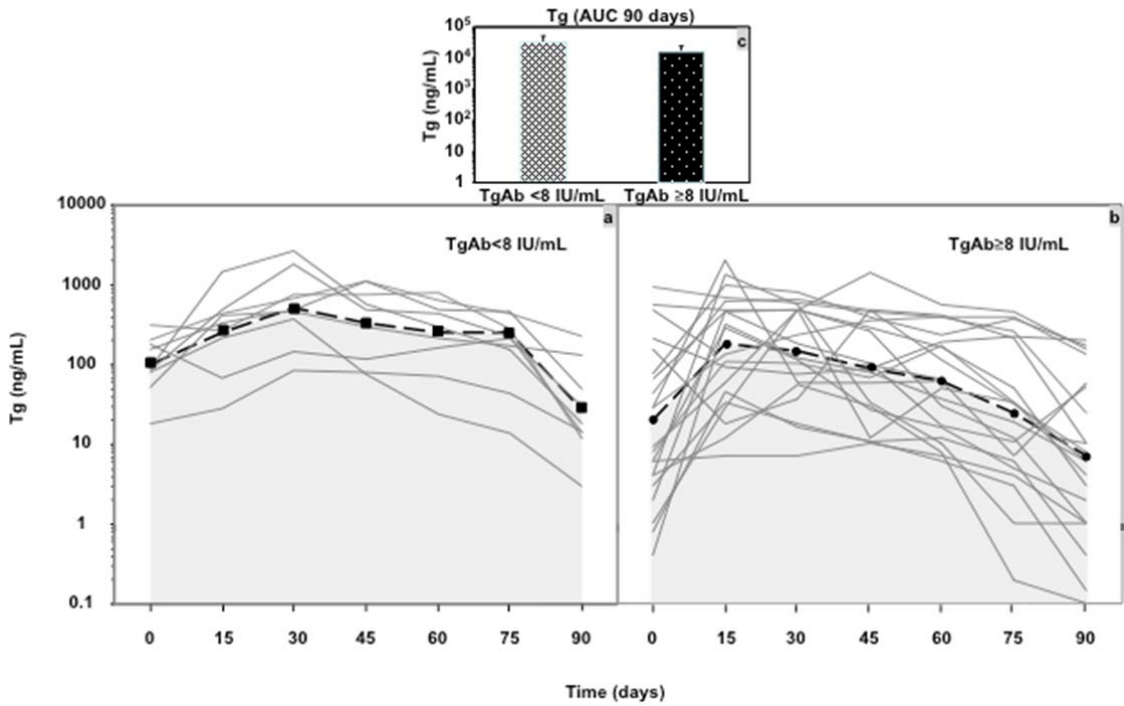 Tg (AUC 90 days)
10⁵
10⁴
10³
10²
10
1
Tg (ng/mL)
c
TgAb <8 IU/mL TgAb ≥8 IU/mL
10000
1000
100
10
1
0.1
Tg (ng/mL)
a
TgAb<8 IU/mL
b
TgAb≥8 IU/mL
0 15 30 45 60 75 90
0 15 30 45 60 75 90
Time (days)